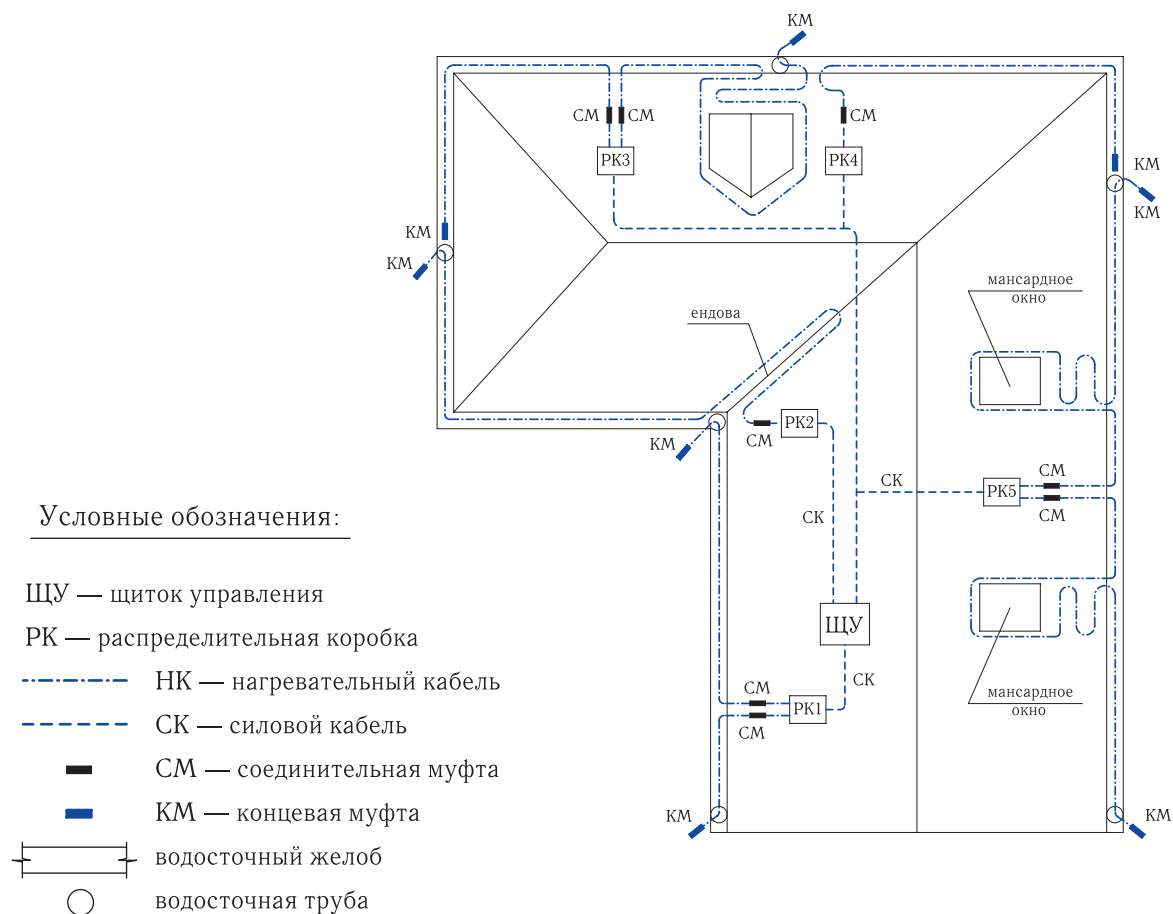 КМ
СМ
СМ
СМ
РК3
РК4
КМ
КМ
КМ
КМ
мансардное
окно
ендова
РК2
СМ
КМ
СМ
СК
РК5
СМ
СК
Условные обозначения:
ЩУ — щиток управления
ЩУ
РК — распределительная коробка
НК — нагревательный кабель
СК
СМ
мансардное
окно
РК1
СК — силовой кабель
СМ
СМ — соединительная муфта
КМ — концевая муфта
КМ
КМ
водосточный желоб
водосточная труба